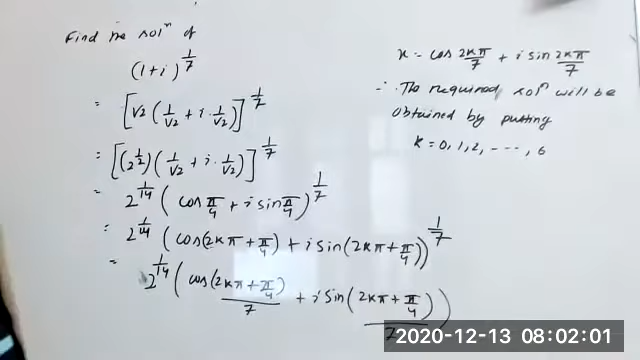 Find the solⁿ of
(1+i)^{1/7}
= [√2 (1/√2 + i·1/√2)]^{1/7}
= [(2^{1/2}) (1/√2 + i·1/√2)]^{1/7}
= 2^{1/14} (cos π/4 + i sin π/4)^{1/7}
= 2^{1/14} (cos(2kπ + π/4) + i sin(2kπ + π/4))^{1/7}
= 2^{1/14} (cos (2kπ + π/4)/7 + i sin (2kπ + π/4)/7)
x = cos 2kπ/7 + i sin 2kπ/7
∴ The required solⁿ will be
obtained by putting
k = 0, 1, 2, ----, 6
2020-12-13 08:02:01